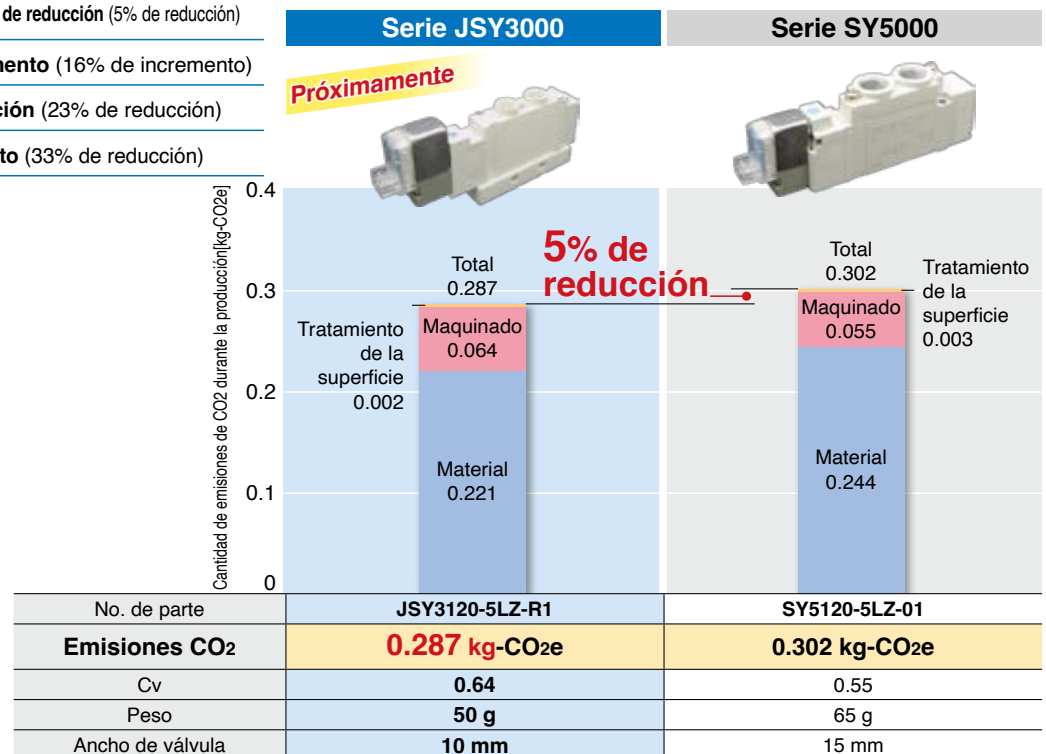 de reducción (5% de reducción)
mento (16% de incremento)
ción (23% de reducción)
to (33% de reducción)
Serie JSY3000
Serie SY5000
Próximamente
Cantidad de emisiones de CO2 durante la producción[kg-CO2e]
0.4
0.3
0.2
0.1
0
5% de
reducción
Total
0.287
Tratamiento
de la
superficie
0.002
Maquinado
0.064
Material
0.221
Total
0.302
Tratamiento
de la
superficie
0.003
Maquinado
0.055
Material
0.244
No. de parte JSY3120-5LZ-R1 SY5120-5LZ-01
Emisiones CO2 0.287 kg-CO2e 0.302 kg-CO2e
Cv 0.64 0.55
Peso 50 g 65 g
Ancho de válvula 10 mm 15 mm